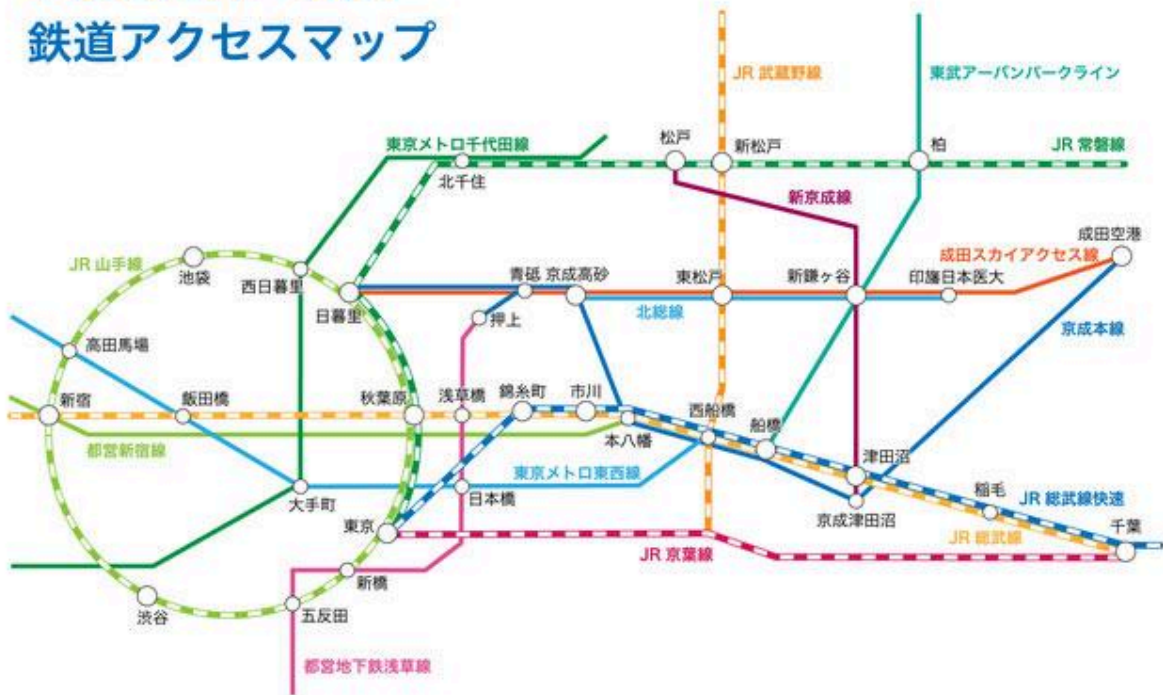 鉄道アクセスマップ
JR 武蔵野線
東武アーバンパークライン
東京メトロ千代田線
松戸
新松戸
柏
JR 常磐線
北千住
新京成線
成田空港
JR 山手線
池袋
西日暮里
日暮里
青砥
京成高砂
東松戸
新鎌ヶ谷
成田スカイアクセス線
印旛日本医大
北総線
押上
京成本線
高田馬場
新宿
飯田橋
秋葉原
浅草橋
錦糸町
市川
西船橋
船橋
本八幡
都営新宿線
東京メトロ東西線
津田沼
大手町
日本橋
稲毛
JR 総武線快速
東京
京成津田沼
JR 総武線
千葉
JR 京葉線
新橋
渋谷
五反田
都営地下鉄浅草線